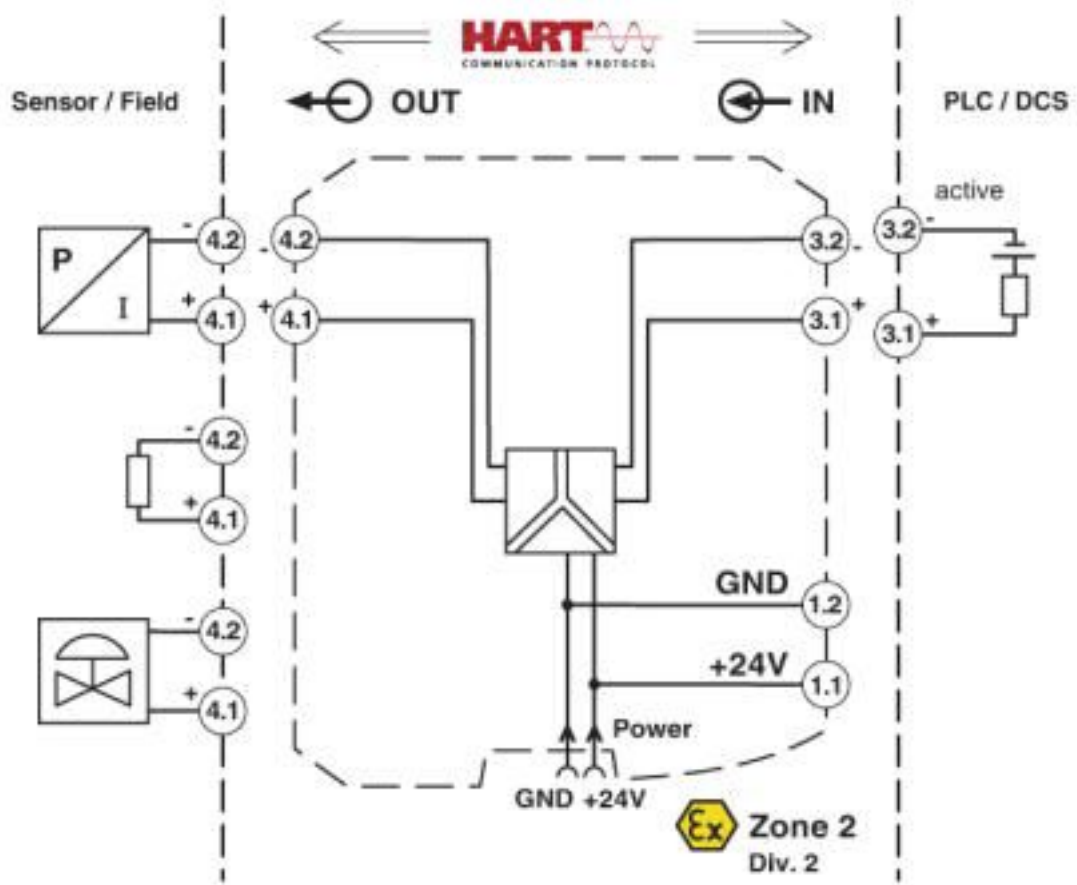 HART
COMMUNICATION PROTOCOL
Sensor / Field
OUT
IN
PLC / DCS
active
P
I
- 4.2
+ 4.1
4.2 -
4.1 +
3.2 -
3.1 +
3.2 -
3.1 +
- 4.2
+ 4.1
- 4.2
+ 4.1
GND 1.2
+24V 1.1
Power
GND +24V
Ex
Zone 2
Div. 2